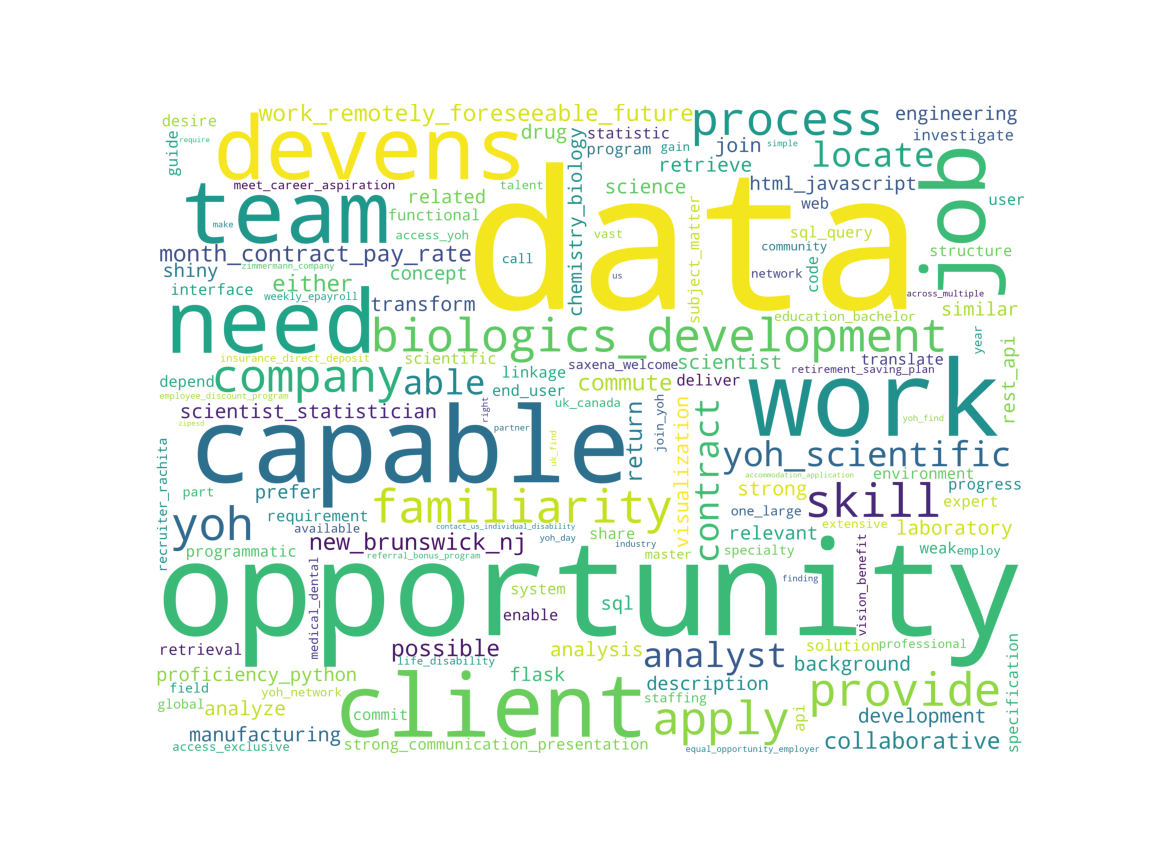 desire
work_remotely_foreseeable_future
process
engineering
guide
require
devens
drug
statistic
program
gain
join
simple
investigate
retrieve
locate
job
team
meet_career_aspiration
related
talent
science
html_javascript
user
functional
chemistry_biology
data
web
make
access_yoh
vast
subject_matter
sql_query
structure
month_contract_pay_rate
call
community
code
shiny
zimmermann_company
either
concept
us
network
interface
weekly_epayroll
transform
across_multiple
similar
need
biologics_development
education_bachelor
year
rest_api
insurance_direct_deposit
scientific
saxena_welcome
scientist
translate
depend
company
able
linkage
commute
deliver
retirement_saving_plan
work
employee_discount_program
end_user
scientist_statistician
right
uk_canada
visualization
contract
yoh_find
zipesd
capable
partner
uk_find
return
join_yoh
yoh_scientific
recruiter_rachita
part
prefer
accommodation_application
environment
progress
familiarity
strong
skill
expert
yoh
requirement
one_large
available
contact_us_individual_disability
share
relevant
extensive
laboratory
new_brunswick_nj
yoh_day
industry
programmatic
referral_bonus_program
master
specialty
vision_benefit
weak
employ
medical_dental
opportunity
system
finding
enable
sql
retrieval
possible
analysis
analyst
solution
professional
specification
life_disability
background
proficiency_python
flask
description
field
yoh_network
client
staffing
provide
global
analyze
commit
apply
api
development
manufacturing
collaborative
access_exclusive
strong_communication_presentation
equal_opportunity_employer